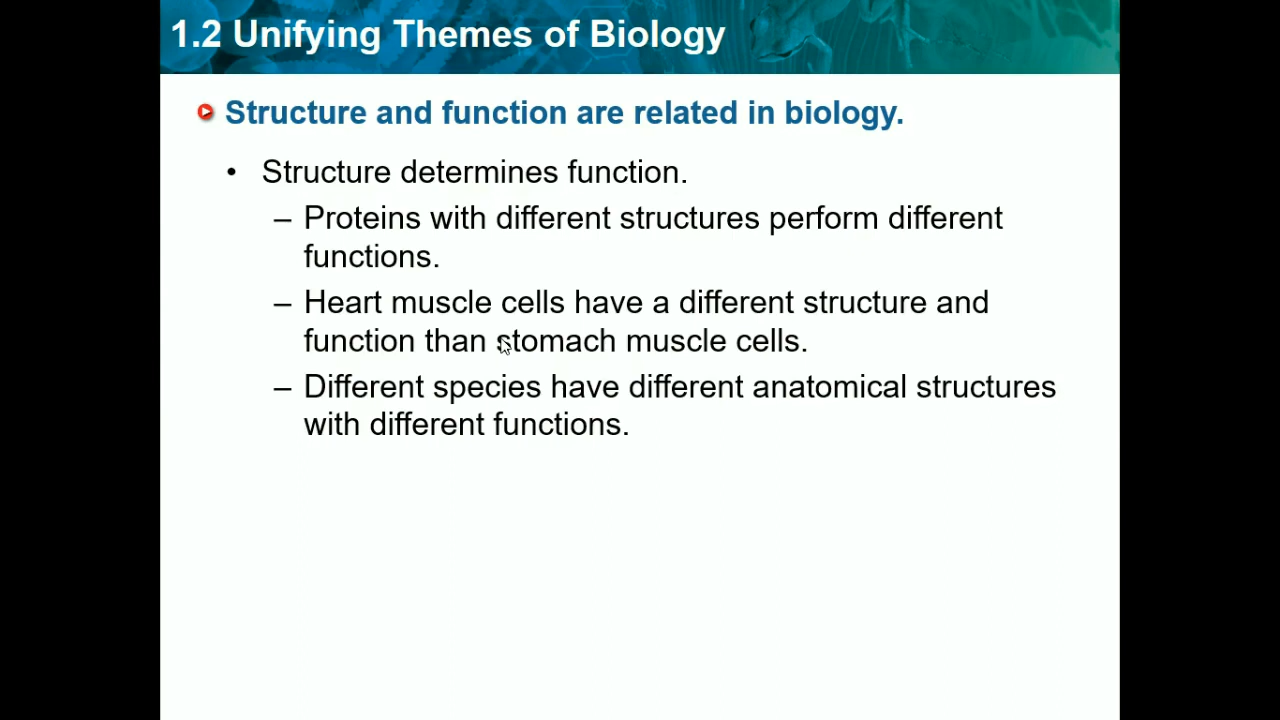 1.2 Unifying Themes of Biology
Structure and function are related in biology.
• Structure determines function.
– Proteins with different structures perform different
functions.
– Heart muscle cells have a different structure and
function than stomach muscle cells.
– Different species have different anatomical structures
with different functions.